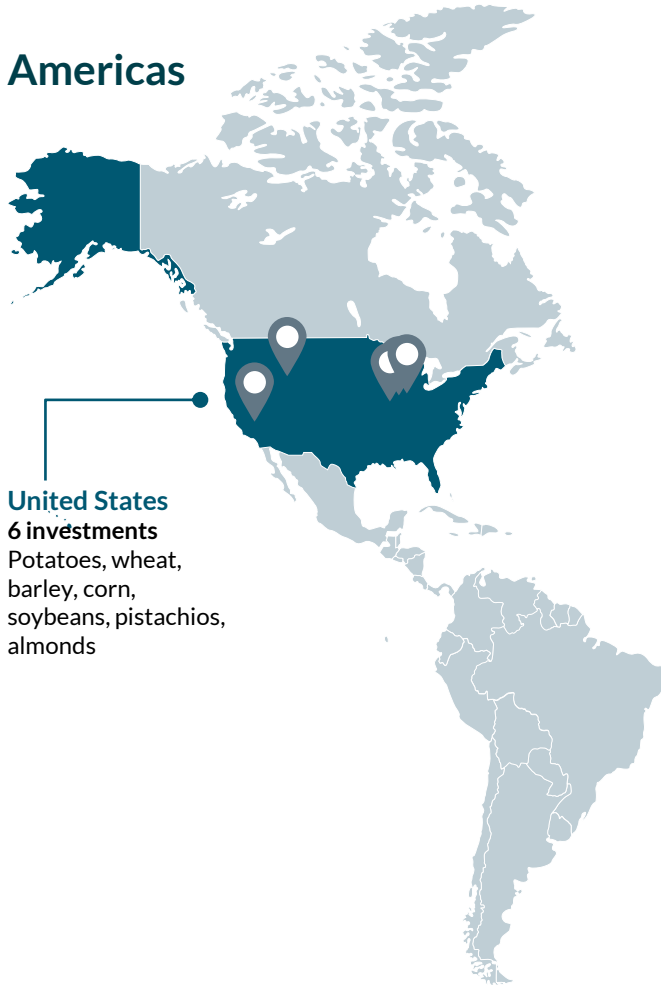 Americas
United States
6 investments
Potatoes, wheat,
barley, corn,
soybeans, pistachios,
almonds